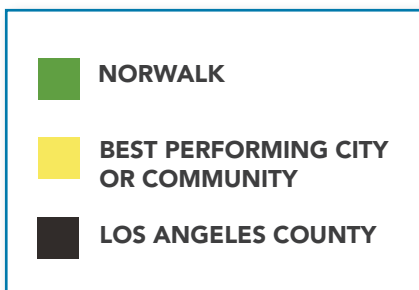 NORWALK
BEST PERFORMING CITY
OR COMMUNITY
LOS ANGELES COUNTY